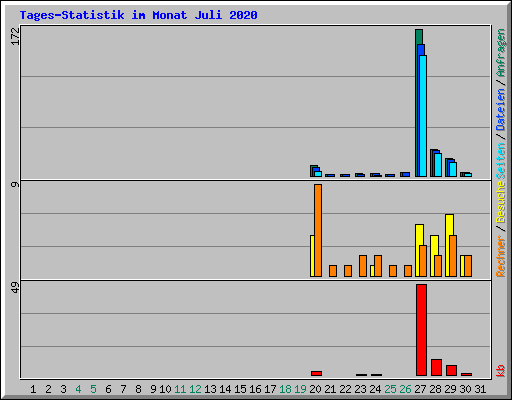 Tages-Statistik im Monat Juli 2020
172
9
49
Rechner / Besuche Seiten / Dateien / Anfragen
kb
1 2 3 4 5 6 7 8 9 10 11 12 13 14 15 16 17 18 19 20 21 22 23 24 25 26 27 28 29 30 31